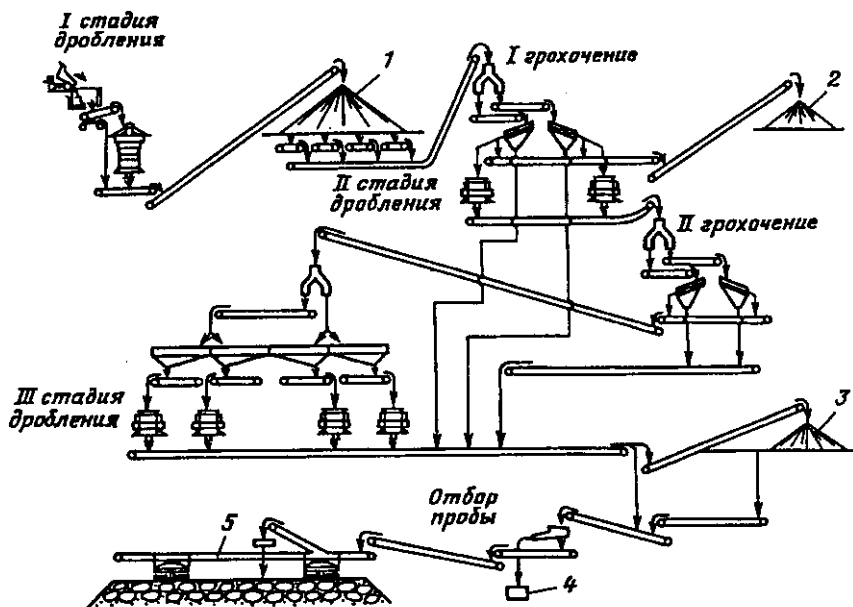 I стадия
дробления
1
I грохочение
2
II стадия
дробления
II грохочение
III стадия
дробления
3
Отбор
пробы
5
4